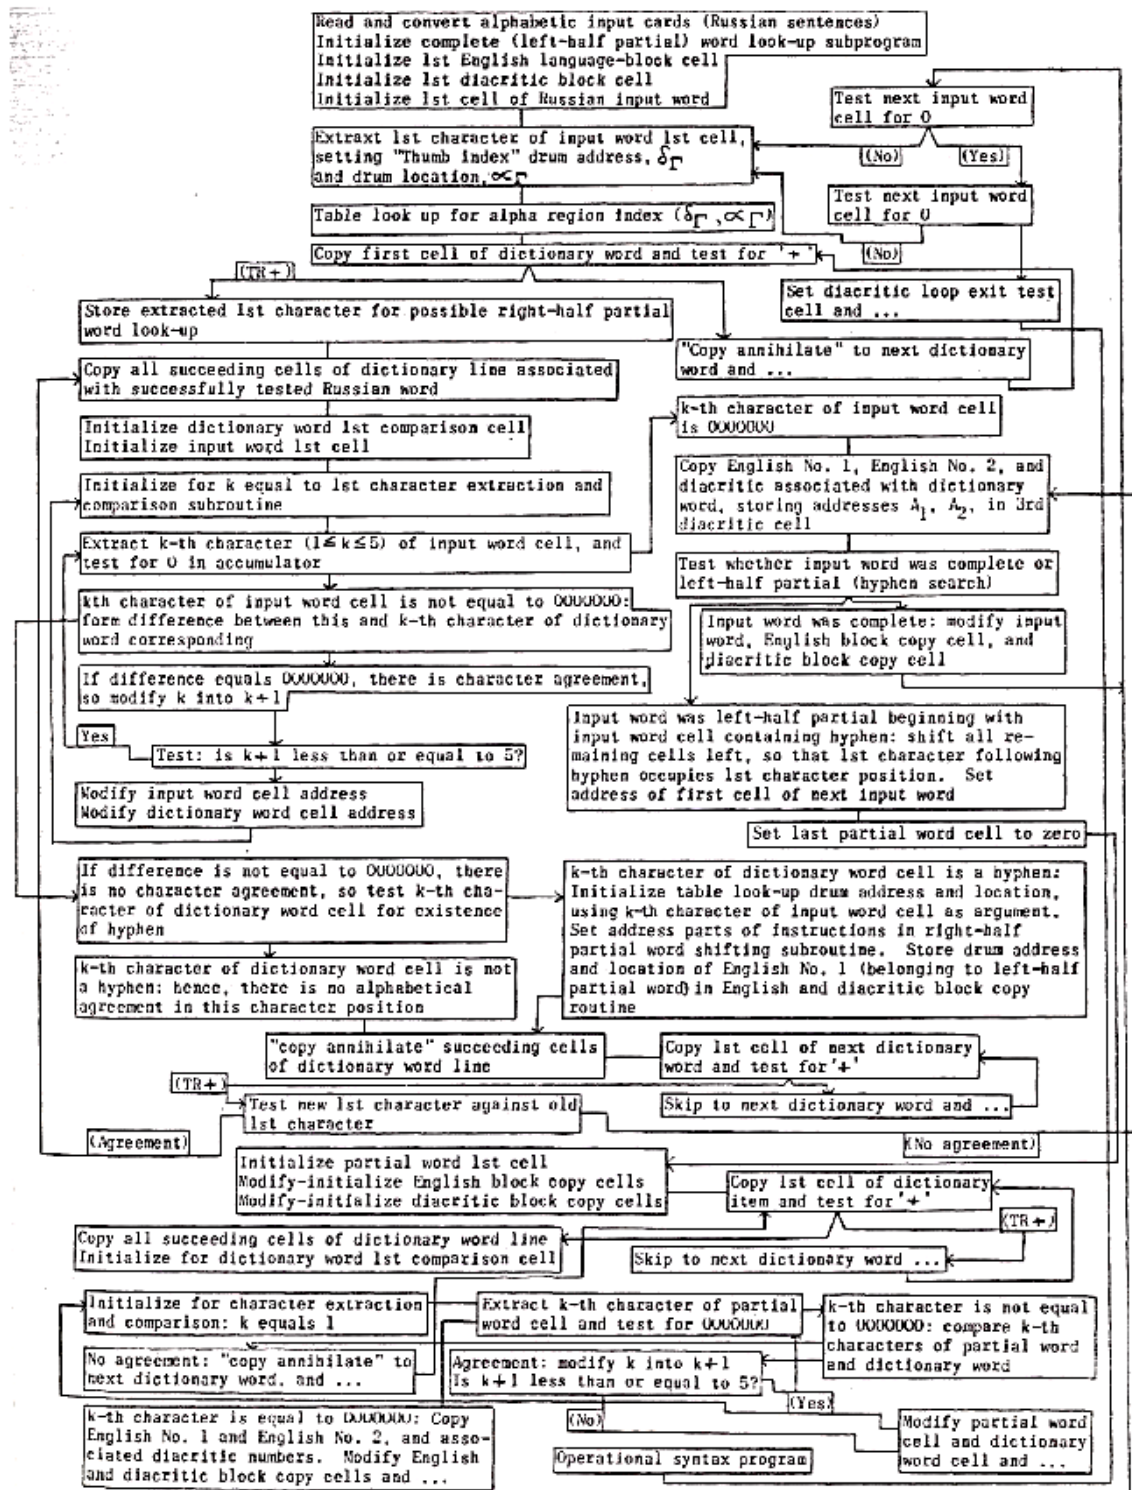 Read and convert alphabetic input cards (Russian sentences)
Initialize complete (left-half partial) word look-up subprogram
Initialize 1st English language-block cell
Initialize 1st diacritic block cell
Initialize 1st cell of Russian input word
Test next input word
cell for 0
(No)
(Yes)
Extraxt 1st character of input word 1st cell,
setting "Thumb index" drum address, δΓ
and drum location, αΓ
Test next input word
cell for 0
(No)
Table look up for alpha region index (δΓ, αΓ)
Copy first cell of dictionary word and test for '+'
(TR+)
Set diacritic loop exit test
cell and ...
Store extracted 1st character for possible right-half partial
word look-up
"Copy annihilate" to next dictionary
word and ...
Copy all succeeding cells of dictionary line associated
with successfully tested Russian word
k-th character of input word cell
is 0000000
Initialize dictionary word 1st comparison cell
Initialize input word 1st cell
Copy English No. 1, English No. 2, and
diacritic associated with dictionary
word, storing addresses A1, A2, in 3rd
diacritic cell
Initialize for k equal to 1st character extraction and
comparison subroutine
Extract k-th character (1≤k≤5) of input word cell, and
test for 0 in accumulator
Test whether input word was complete or
left-half partial (hyphen search)
kth character of input word cell is not equal to 0000000:
form difference between this and k-th character of dictionary
word corresponding
Input word was complete: modify input
word, English block copy cell, and
diacritic block copy cell
If difference equals 0000000, there is character agreement,
so modify k into k+1
Yes
Test: is k+1 less than or equal to 5?
Input word was left-half partial beginning with
input word cell containing hyphen: shift all re-
maining cells left, so that 1st character following
hyphen occupies 1st character position. Set
address of first cell of next input word
Modify input word cell address
Modify dictionary word cell address
Set last partial word cell to zero
If difference is not equal to 0000000, there
is no character agreement, so test k-th cha-
racter of dictionary word cell for existence
of hyphen
k-th character of dictionary word cell is a hyphen:
Initialize table look-up drum address and location,
using k-th character of input word cell as argument.
Set address parts of instructions in right-half
partial word shifting subroutine. Store drum address
and location of English No. 1 (belonging to left-half
partial word) in English and diacritic block copy
routine
k-th character of dictionary word cell is not
a hyphen: hence, there is no alphabetical
agreement in this character position
"copy annihilate" succeeding cells
of dictionary word line
Copy 1st cell of next dictionary
word and test for '+'
(TR+)
Test new 1st character against old
1st character
Skip to next dictionary word and ...
(Agreement)
(No agreement)
Initialize partial word 1st cell
Modify-initialize English block copy cells
Modify-initialize diacritic block copy cells
Copy 1st cell of dictionary
item and test for '+'
(TR+)
Copy all succeeding cells of dictionary word line
Initialize for dictionary word 1st comparison cell
Skip to next dictionary word ...
Initialize for character extraction
and comparison: k equals 1
Extract k-th character of partial
word cell and test for 0000000
k-th character is not equal
to 0000000: compare k-th
characters of partial word
and dictionary word
No agreement: "copy annihilate" to
next dictionary word, and ...
Agreement: modify k into k+1
Is k+1 less than or equal to 5?
(Yes)
(No)
k-th character is equal to 0000000: Copy
English No. 1 and English No. 2, and asso-
ciated diacritic numbers. Modify English
and diacritic block copy cells and ...
Modify partial word
cell and dictionary
word cell and ...
Operational syntax program